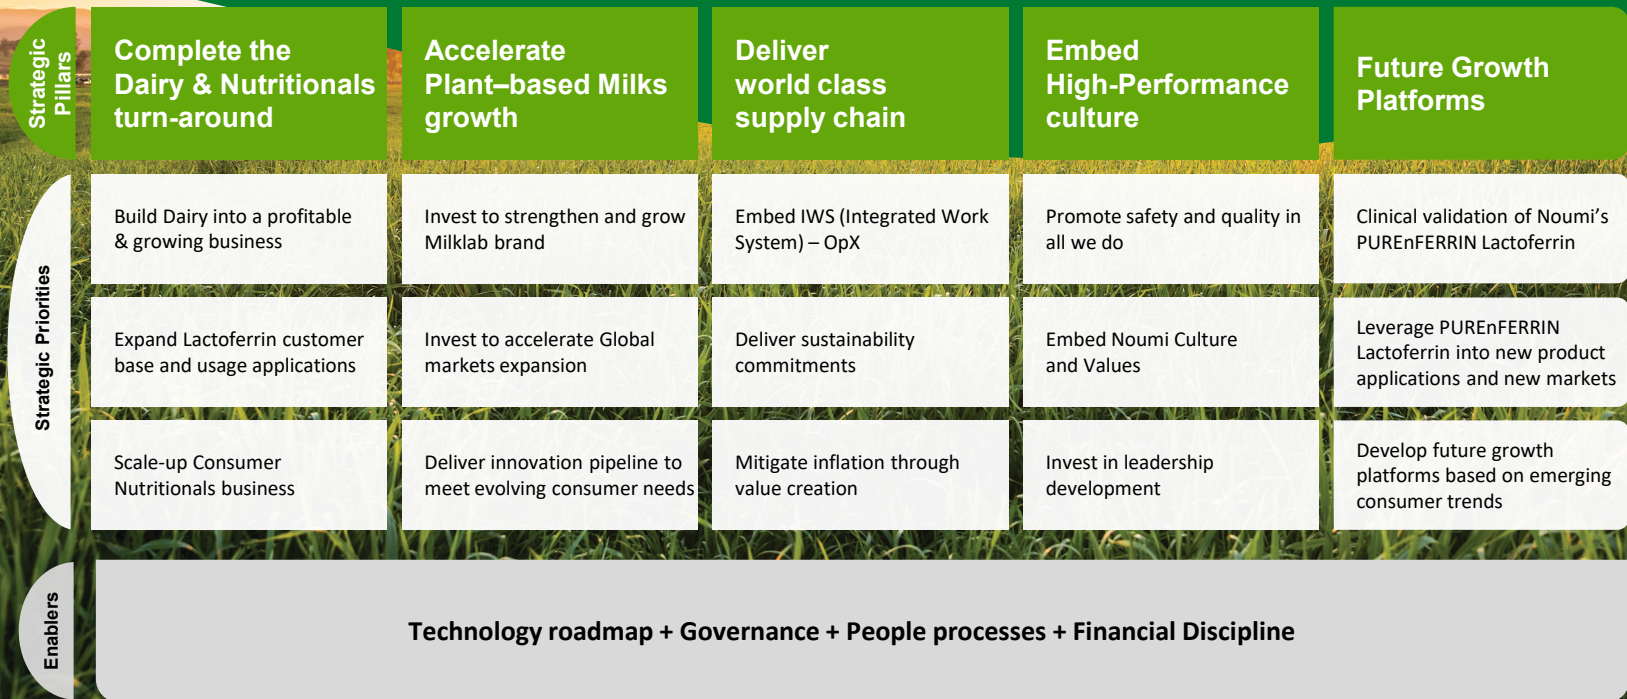 Strategic
Pillars
Complete the
Dairy & Nutritionals
turn-around
Accelerate
Plant–based Milks
growth
Deliver
world class
supply chain
Embed
High-Performance
culture
Future Growth
Platforms
Strategic Priorities
Build Dairy into a profitable
& growing business
Invest to strengthen and grow
Milklab brand
Embed IWS (Integrated Work
System) – OpX
Promote safety and quality in
all we do
Clinical validation of Noumi’s
PUREnFERRIN Lactoferrin
Expand Lactoferrin customer
base and usage applications
Invest to accelerate Global
markets expansion
Deliver sustainability
commitments
Embed Noumi Culture
and Values
Leverage PUREnFERRIN
Lactoferrin into new product
applications and new markets
Scale-up Consumer
Nutritionals business
Deliver innovation pipeline to
meet evolving consumer needs
Mitigate inflation through
value creation
Invest in leadership
development
Develop future growth
platforms based on emerging
consumer trends
Enablers
Technology roadmap + Governance + People processes + Financial Discipline